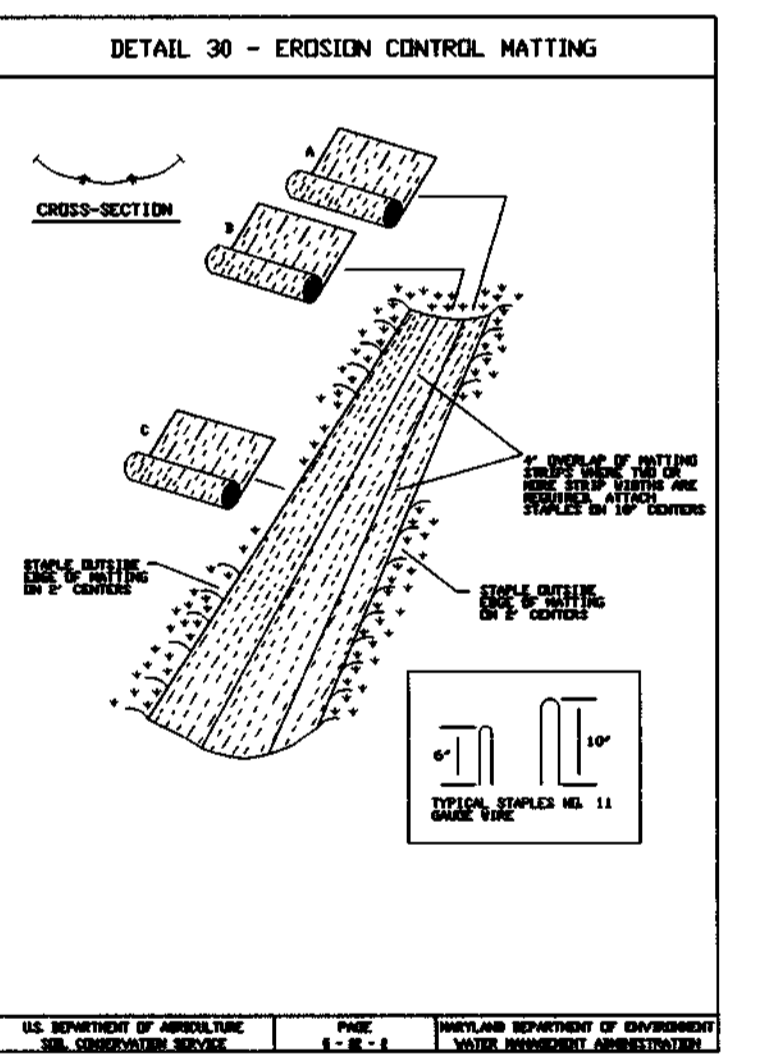 DETAIL 30 - EROSION CONTROL MATTING
A
CROSS-SECTION
B
C
4" OVERLAP OF MATTING
STRIPS WHERE TWO OR
MORE STRIP WIDTHS ARE
REQUIRED. ATTACH
STAPLES ON 18" CENTERS
STAPLE OUTSIDE
EDGE OF MATTING
ON 2' CENTERS
STAPLE OUTSIDE
EDGE OF MATTING
ON 2' CENTERS
6"
10"
TYPICAL STAPLES NO. 11
GAUGE WIRE
U.S. DEPARTMENT OF AGRICULTURE
SOIL CONSERVATION SERVICE
PAGE
MARYLAND DEPARTMENT OF ENVIRONMENT
WATER MANAGEMENT ADMINISTRATION